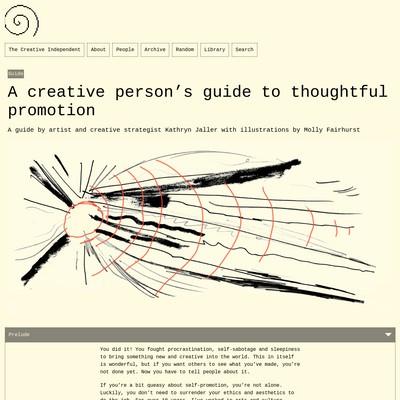 The Creative Independent About People Archive Random Library Search
Guide
A creative person’s guide to thoughtful
promotion
A guide by artist and creative strategist Kathryn Jaller with illustrations by Molly Fairhurst
Prelude
You did it! You fought procrastination, self-sabotage and sleepiness
to bring something new and creative into the world. This in itself
is wonderful, but if you want others to see what you’ve made, you’re
not done yet. Now you have to tell people about it.
If you’re a bit queasy about self-promotion, you’re not alone.
Luckily, you don’t need to surrender your ethics and aesthetics to